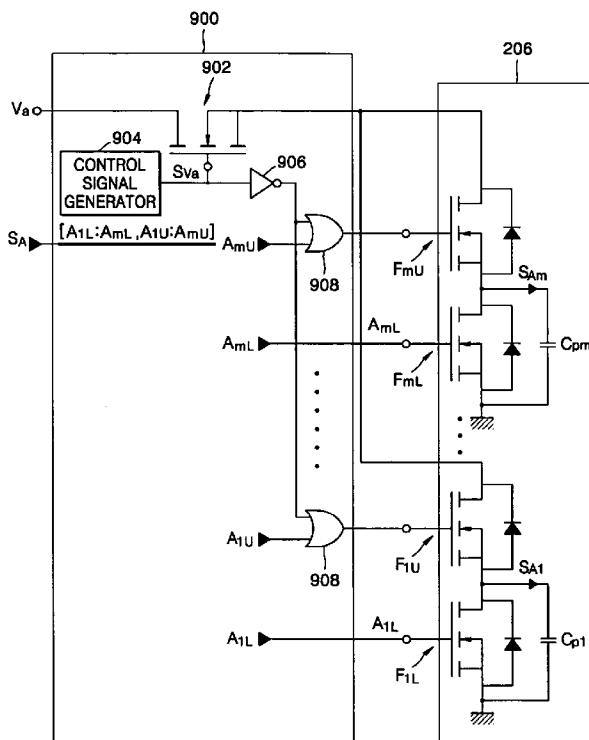 900
902
206
Va
904
CONTROL
SIGNAL
GENERATOR
SVa
906
SA
[A1L:AmL,A1U:AmU]
AmU
908
FmU
SAm
AmL
AmL
FmL
Cpm
A1U
908
F1U
SA1
A1L
A1L
F1L
Cp1